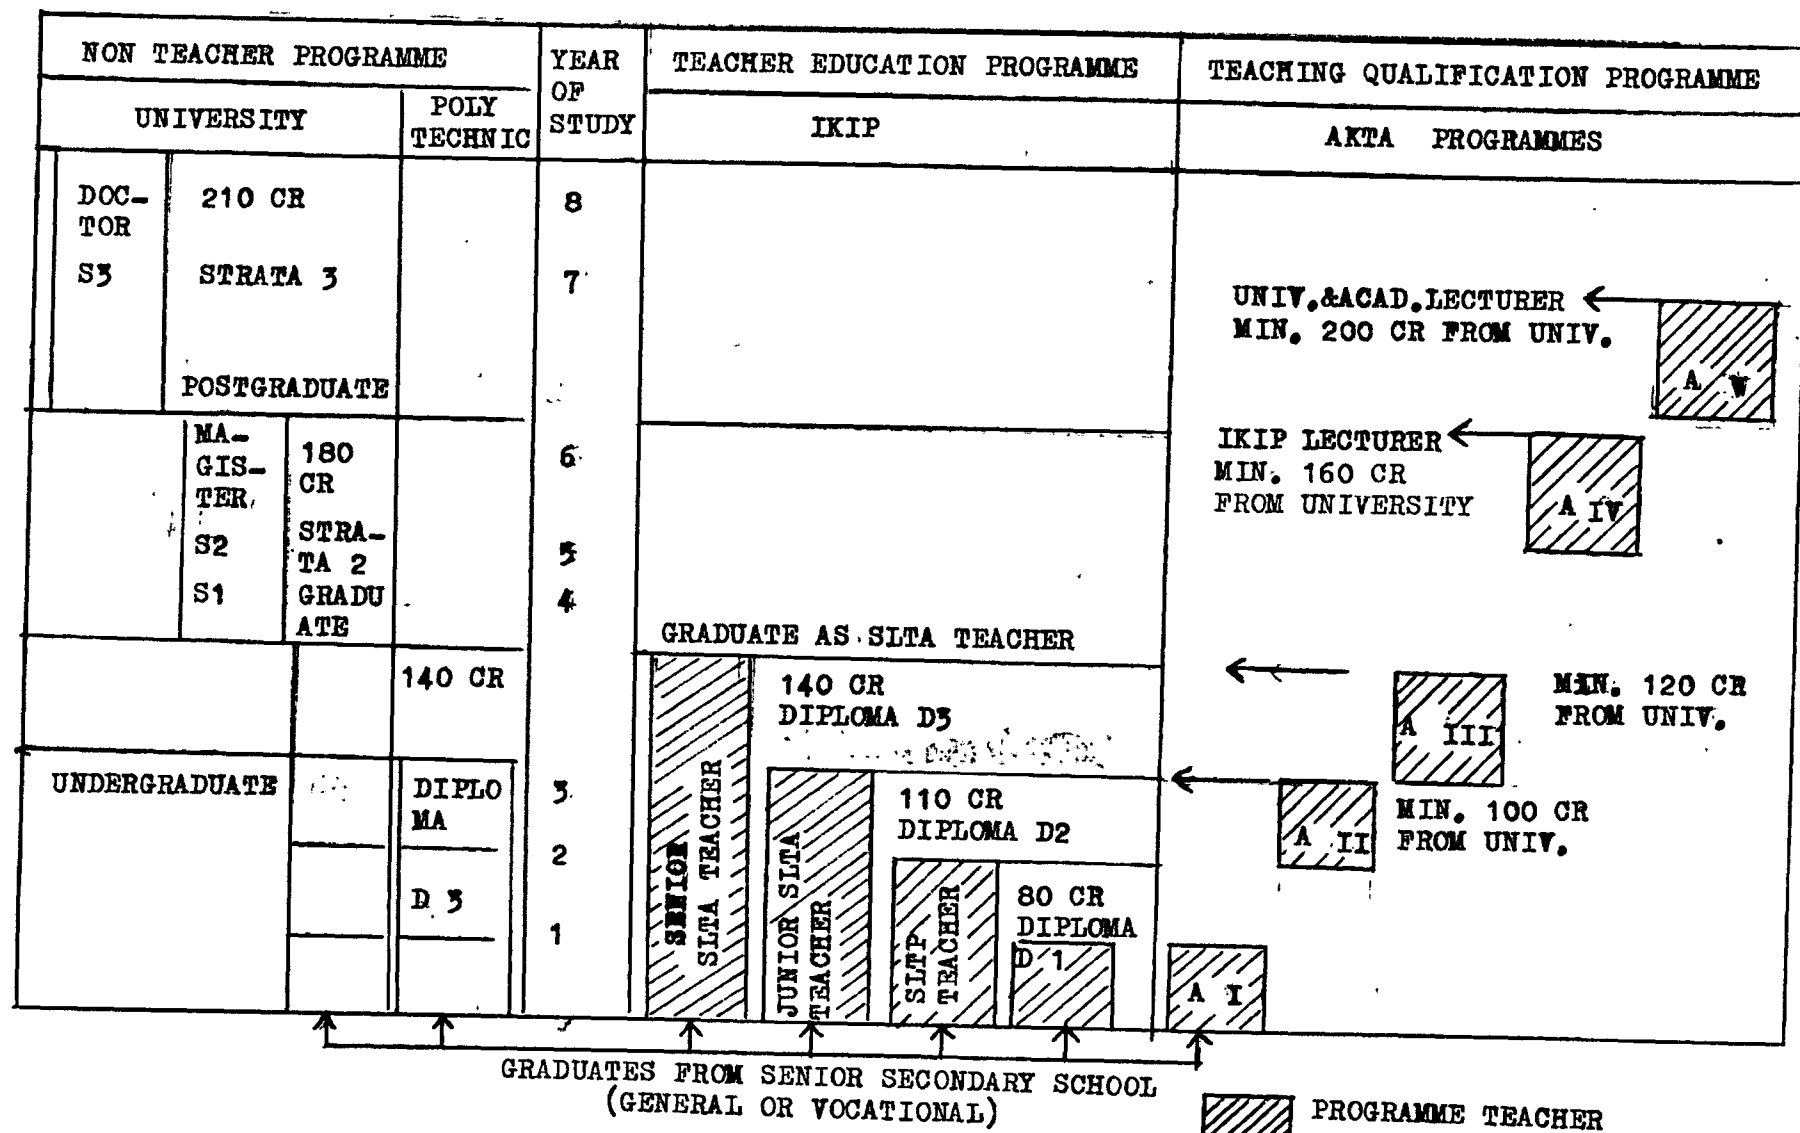 NON TEACHER PROGRAMME
UNIVERSITY
POLY
TECHNIC
YEAR
OF
STUDY
TEACHER EDUCATION PROGRAMME
IKIP
TEACHING QUALIFICATION PROGRAMME
AKTA PROGRAMMES
DOC-
TOR
S3
210 CR
STRATA 3
POSTGRADUATE
MA-
GIS-
TER
S2
S1
180
CR
STRA-
TA 2
GRADU
ATE
140 CR
UNDERGRADUATE
DIPLO
MA
D 3
8
7
6
5
4
3
2
1
GRADUATE AS SLTA TEACHER
140 CR
DIPLOMA D3
110 CR
DIPLOMA D2
80 CR
DIPLOMA
D 1
SENIOR
SLTA TEACHER
JUNIOR SLTA
TEACHER
SLTP
TEACHER
UNIV.&ACAD.LECTURER
MIN. 200 CR FROM UNIV.
A V
IKIP LECTURER
MIN. 160 CR
FROM UNIVERSITY
A IV
A III
MIN. 120 CR
FROM UNIV.
A II
MIN. 100 CR
FROM UNIV.
A I
GRADUATES FROM SENIOR SECONDARY SCHOOL
(GENERAL OR VOCATIONAL)
PROGRAMME TEACHER